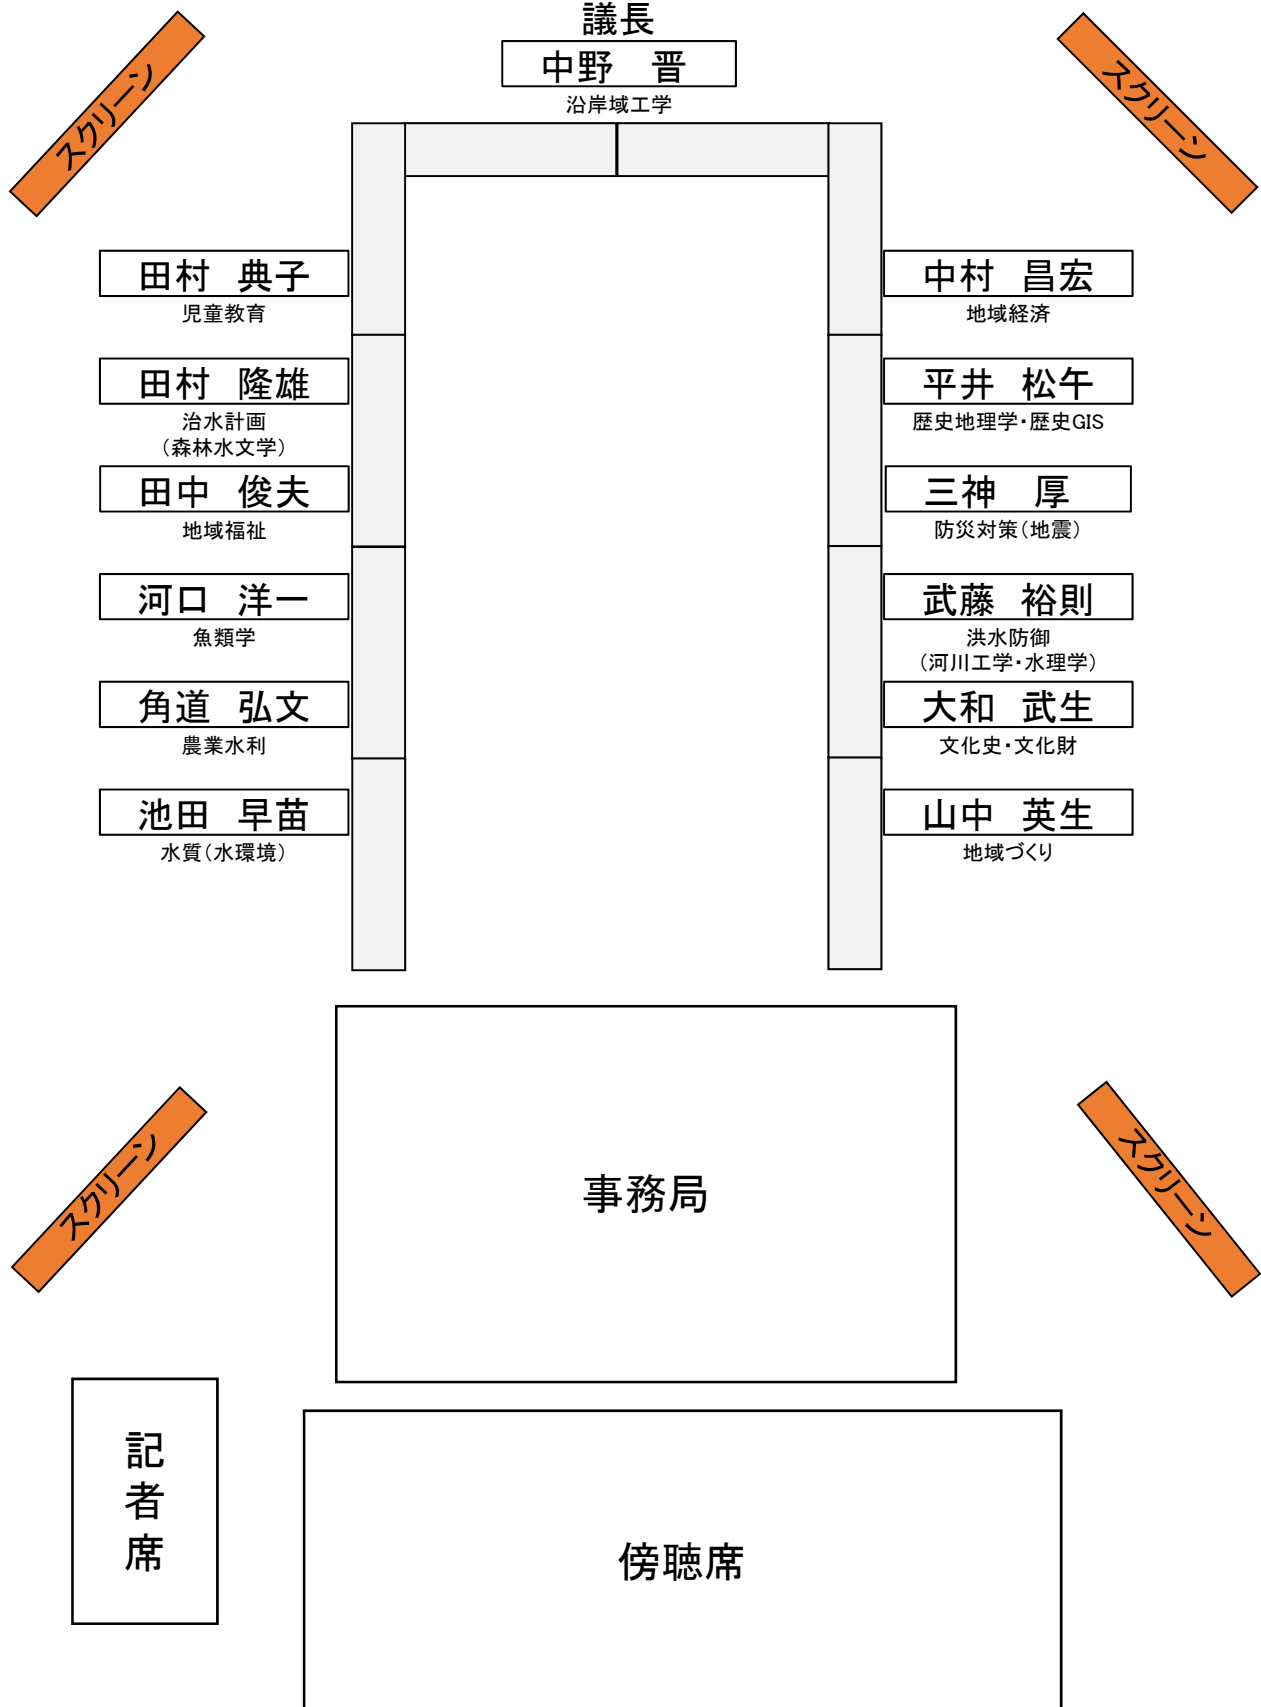 議長
中野　晋
沿岸域工学
スクリーン
スクリーン
田村　典子
児童教育
田村　隆雄
治水計画
（森林水文学）
田中　俊夫
地域福祉
河口　洋一
魚類学
角道　弘文
農業水利
池田　早苗
水質（水環境）
中村　昌宏
地域経済
平井　松午
歴史地理学・歴史GIS
三神　厚
防災対策（地震）
武藤　裕則
洪水防御
（河川工学・水理学）
大和　武生
文化史・文化財
山中　英生
地域づくり
スクリーン
スクリーン
事務局
記者席
傍聴席